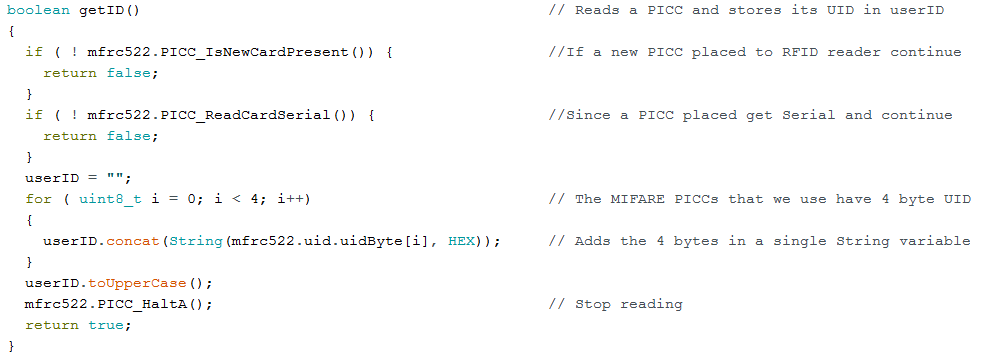 boolean getID() // Reads a PICC and stores its UID in userID
{
if ( ! mfrc522.PICC_IsNewCardPresent()) { //If a new PICC placed to RFID reader continue
return false;
}
if ( ! mfrc522.PICC_ReadCardSerial()) { //Since a PICC placed get Serial and continue
return false;
}
userID = "";
for ( uint8_t i = 0; i < 4; i++) // The MIFARE PICCs that we use have 4 byte UID
{
userID.concat(String(mfrc522.uid.uidByte[i], HEX)); // Adds the 4 bytes in a single String variable
}
userID.toUpperCase();
mfrc522.PICC_HaltA(); // Stop reading
return true;
}